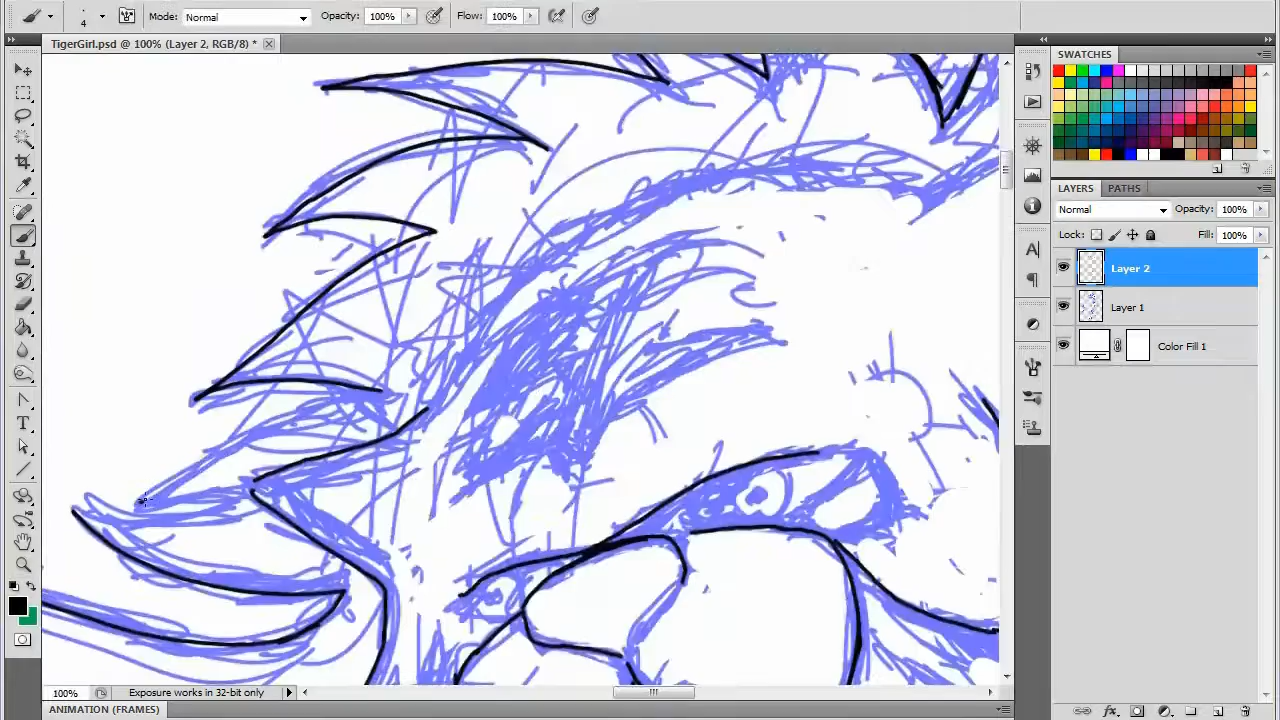 4 Mode: Normal Opacity: 100% Flow: 100%
TigerGirl.psd @ 100% (Layer 2, RGB/8) *
SWATCHES
LAYERS PATHS
Normal Opacity: 100%
Lock: Fill: 100%
Layer 2
Layer 1
Color Fill 1
100% Exposure works in 32-bit only
ANIMATION (FRAMES)